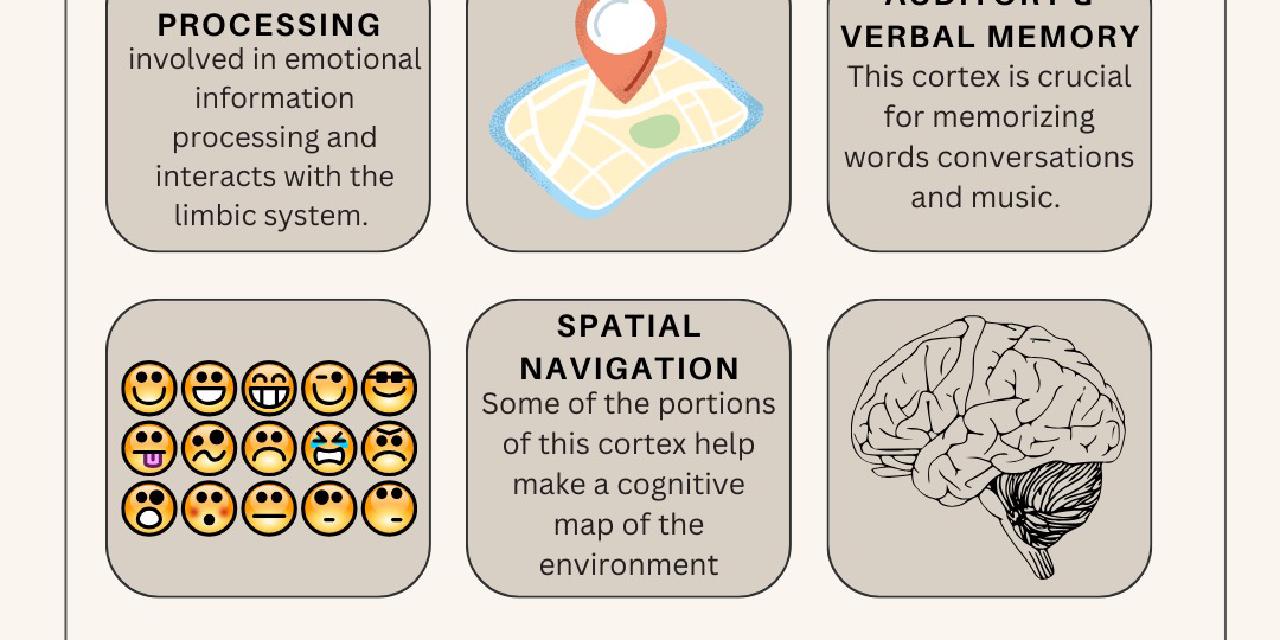 PROCESSING
involved in emotional
information
processing and
interacts with the
limbic system.
AUDITORY &
VERBAL MEMORY
This cortex is crucial
for memorizing
words conversations
and music.
SPATIAL
NAVIGATION
Some of the portions
of this cortex help
make a cognitive
map of the
environment